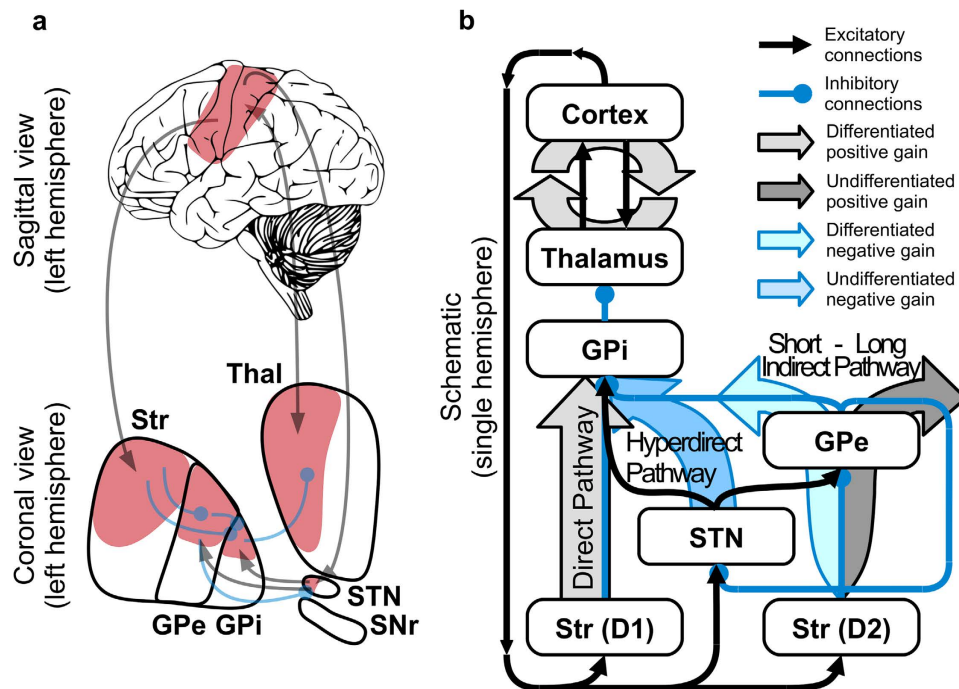 a
Sagittal view
(left hemisphere)
Coronal view
(left hemisphere)
Thal
Str
GPe GPi
STN
SNr
b
Schematic
(single hemisphere)
Cortex
Thalamus
GPi
Direct Pathway
Hyperdirect
Pathway
Short - Long
Indirect Pathway
GPe
STN
Str (D1)
Str (D2)
Excitatory
connections
Inhibitory
connections
Differentiated
positive gain
Undifferentiated
positive gain
Differentiated
negative gain
Undifferentiated
negative gain